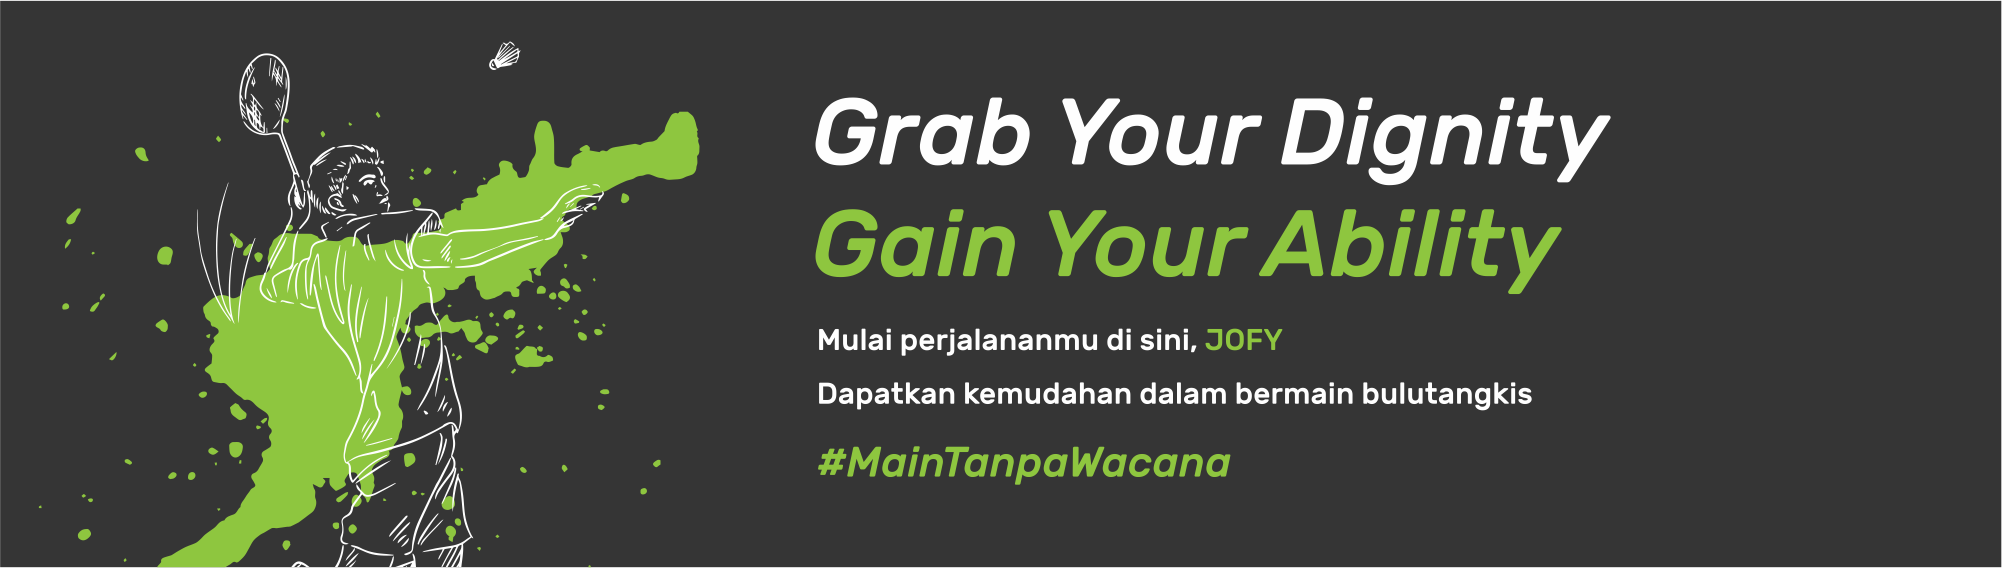 Grab Your Dignity
Gain Your Ability
Mulai perjalananmu di sini, JOFY
Dapatkan kemudahan dalam bermain bulutangkis
#MainTanpaWacana